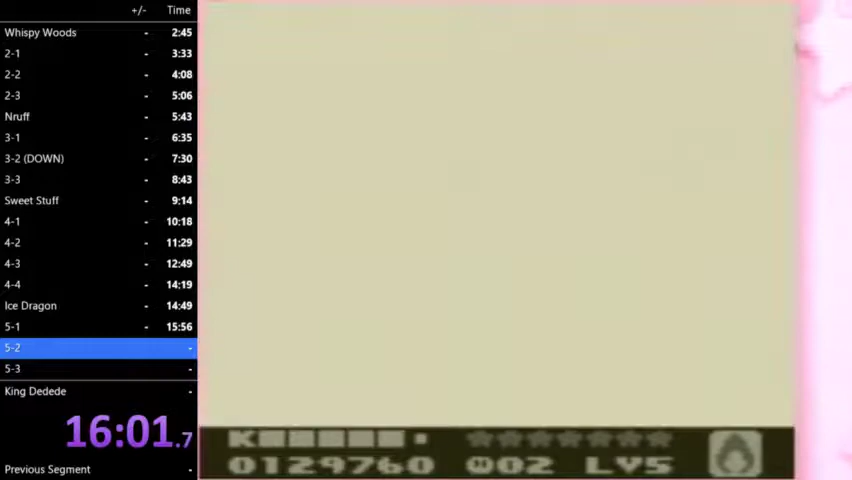 +/- Time
Whispy Woods - 2:45
2-1 - 3:33
2-2 - 4:08
2-3 - 5:06
Nruff - 5:43
3-1 - 6:35
3-2 (DOWN) - 7:30
3-3 - 8:43
Sweet Stuff - 9:14
4-1 - 10:18
4-2 - 11:29
4-3 - 12:49
4-4 - 14:19
Ice Dragon - 14:49
5-1 - 15:56
5-2 -
5-3 -
King Dedede -
16:01.7
Previous Segment -
K
0129760 02 LV5